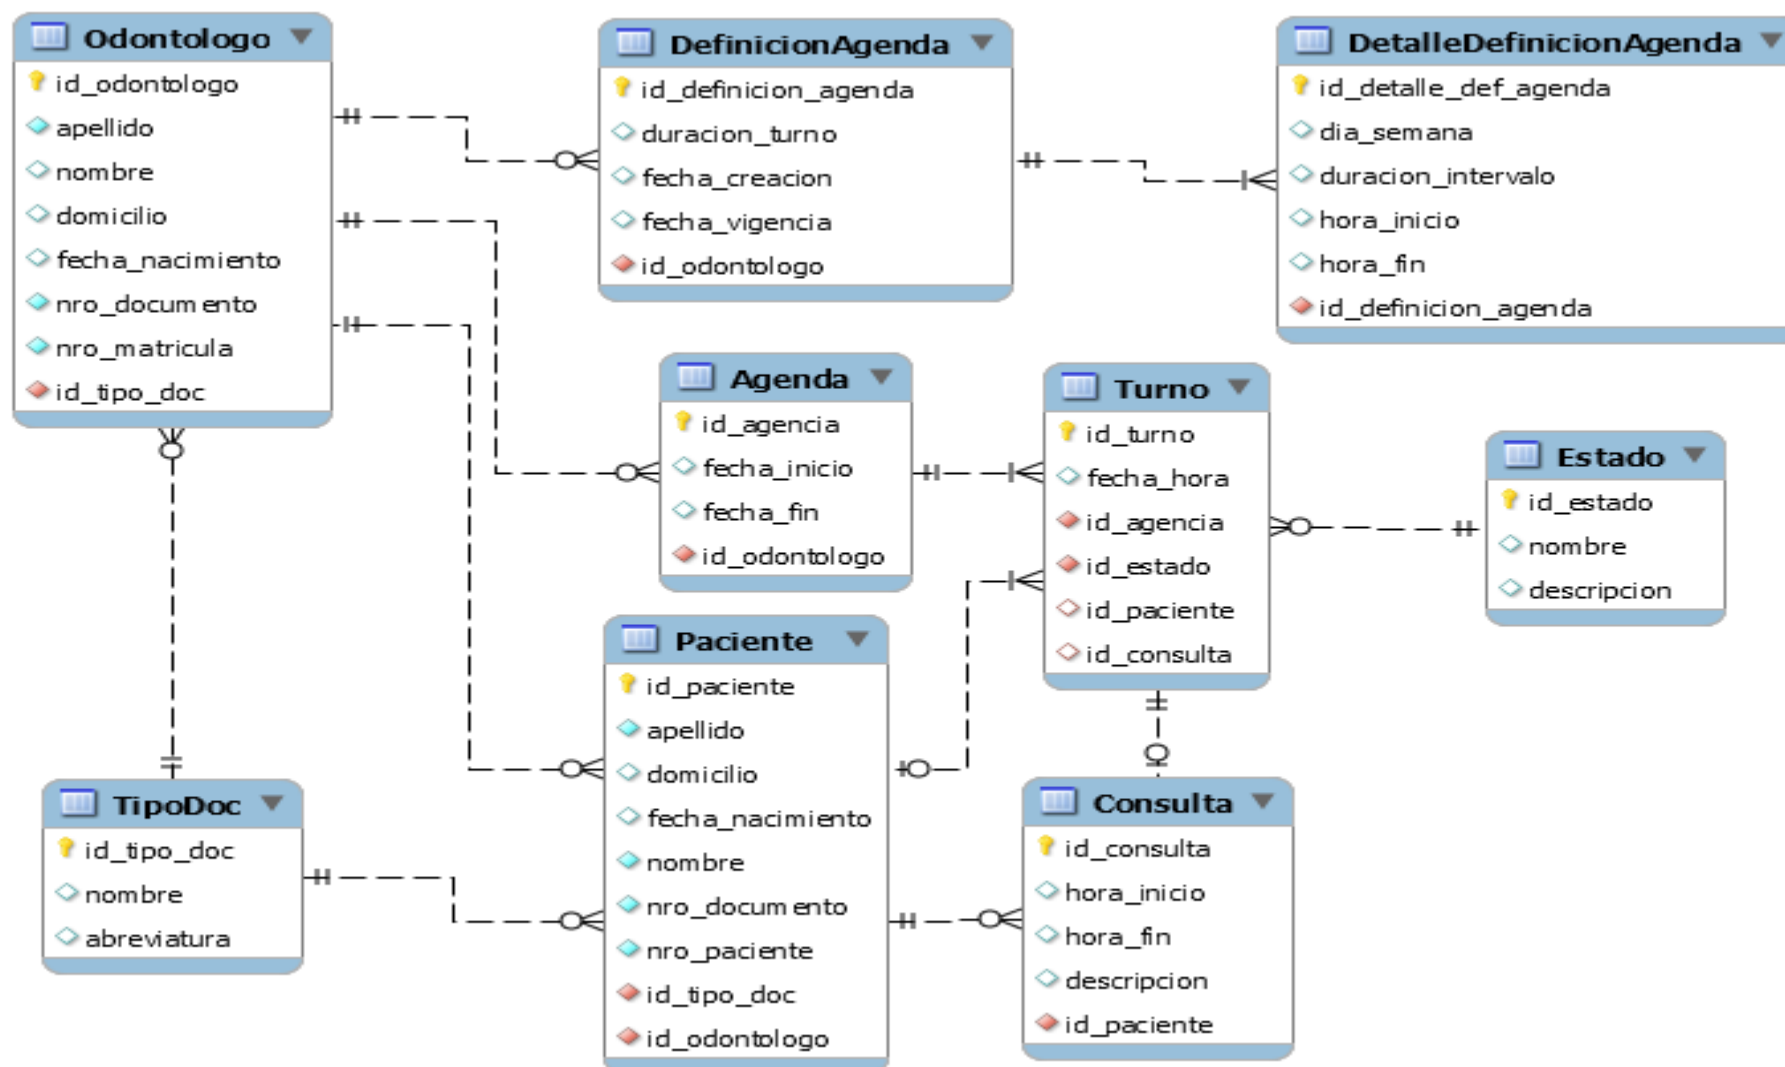 Odontologo
id_odontologo
apellido
nombre
domicilio
fecha_nacimiento
nro_documento
nro_matricula
id_tipo_doc
DefinicionAgenda
id_definicion_agenda
duracion_turno
fecha_creacion
fecha_vigencia
id_odontologo
DetalleDefinicionAgenda
id_detalle_def_agenda
dia_semana
duracion_intervalo
hora_inicio
hora_fin
id_definicion_agenda
Agenda
id_agencia
fecha_inicio
fecha_fin
id_odontologo
Turno
id_turno
fecha_hora
id_agencia
id_estado
id_paciente
id_consulta
Estado
id_estado
nombre
descripcion
Paciente
id_paciente
apellido
domicilio
fecha_nacimiento
nombre
nro_documento
nro_paciente
id_tipo_doc
id_odontologo
TipoDoc
id_tipo_doc
nombre
abreviatura
Consulta
id_consulta
hora_inicio
hora_fin
descripcion
id_paciente